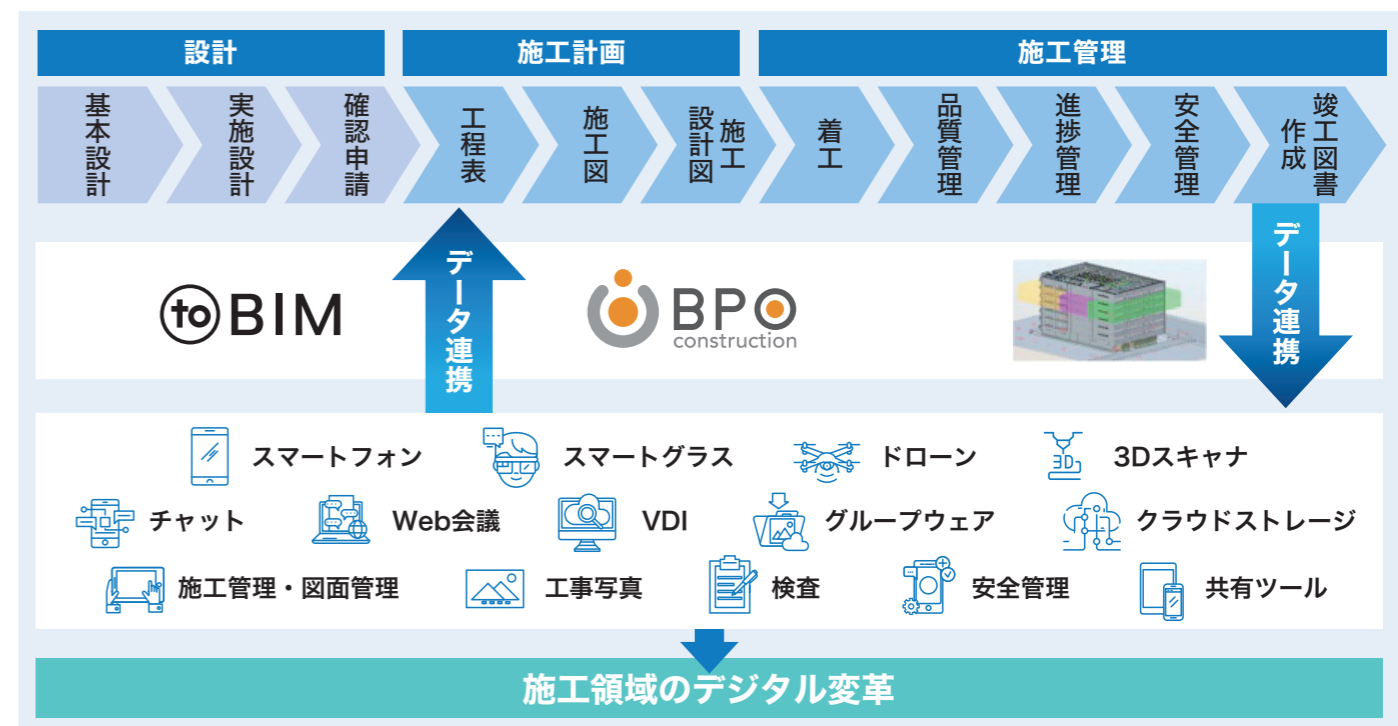 設計
施工計画
施工管理
基本設計
実施設計
確認申請
工程表
施工図
施工
設計図
着工
品質管理
進捗管理
安全管理
竣工図書
作成
データ連携
データ連携
toBIM
BPO
construction
スマートフォン
スマートグラス
ドローン
3D
3Dスキャナ
チャット
Web会議
VDI
グループウェア
クラウドストレージ
施工管理・図面管理
工事写真
検査
安全管理
共有ツール
施工領域のデジタル変革